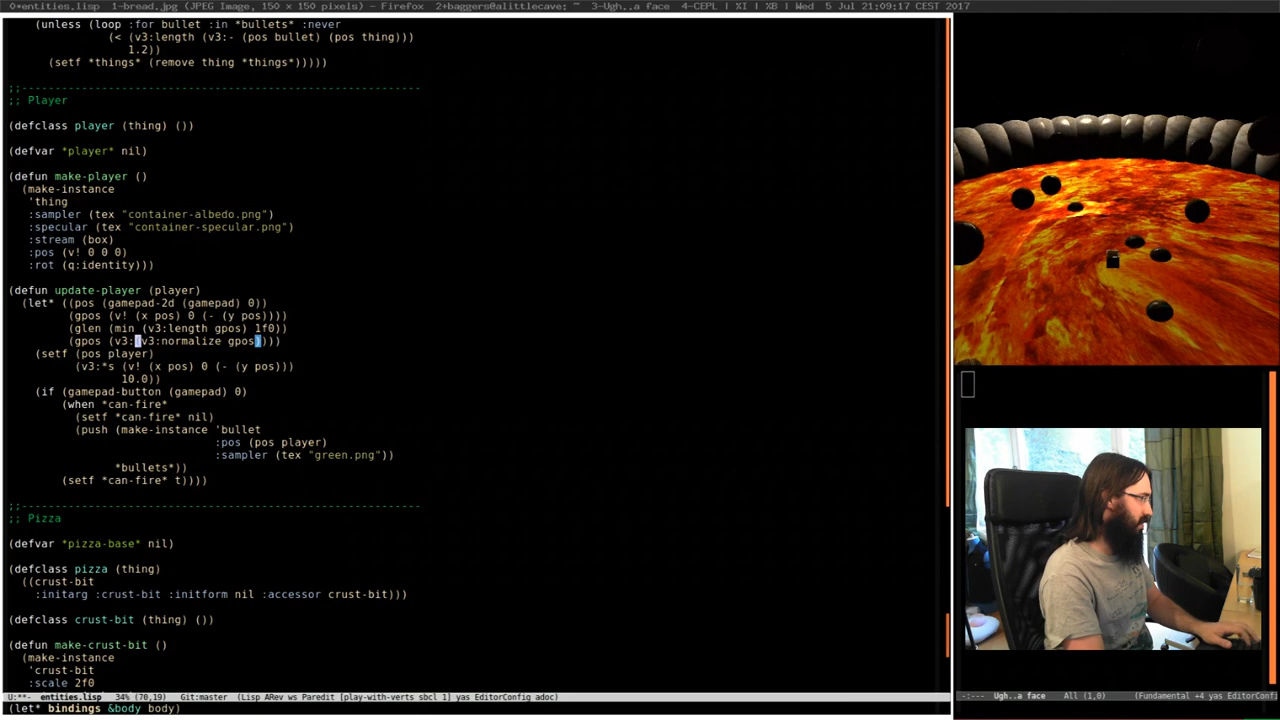 0*entities.lisp  1-bread..jpg (JPEG Image, 150 × 150 pixels) - Firefox  2+baggers@alittlecave: ~  3-Ugh..a face  4-CEPL | %I | %B | Wed  5 Jul 21:09:17 CEST 2017
(unless (loop :for bullet :in *bullets* :never
(< (v3:length (v3:- (pos bullet) (pos thing)))
1.2))
(setf *things* (remove thing *things*)))))
;;------------------------------------------------------------
;; Player
(defclass player (thing) ())
(defvar *player* nil)
(defun make-player ()
(make-instance
'thing
:sampler (tex "container-albedo.png")
:specular (tex "container-specular.png")
:stream (box)
:pos (v! 0 0 0)
:rot (q:identity)))
(defun update-player (player)
(let* ((pos (gamepad-2d (gamepad) 0))
(gpos (v! (x pos) 0 (- (y pos))))
(glen (min (v3:length gpos) 1f0))
(gpos (v3:(v3:normalize gpos))))
(setf (pos player)
(v3:*s (v! (x pos) 0 (- (y pos)))
10.0))
(if (gamepad-button (gamepad) 0)
(when *can-fire*
(setf *can-fire* nil)
(push (make-instance 'bullet
:pos (pos player)
:sampler (tex "green.png"))
*bullets*))
(setf *can-fire* t))))
;;------------------------------------------------------------
;; Pizza
(defvar *pizza-base* nil)
(defclass pizza (thing)
((crust-bit
:initarg :crust-bit :initform nil :accessor crust-bit)))
(defclass crust-bit (thing) ())
(defun make-crust-bit ()
(make-instance
'crust-bit
:scale 2f0
U:**-  entities.lisp  34% (70,19)  Git:master  (Lisp ARev ws Paredit [play-with-verts sbcl 1] yas EditorConfig adoc)
(let* bindings &body body)
-:---  Ugh..a face  All (1,0)  (Fundamental +4 yas EditorConfi